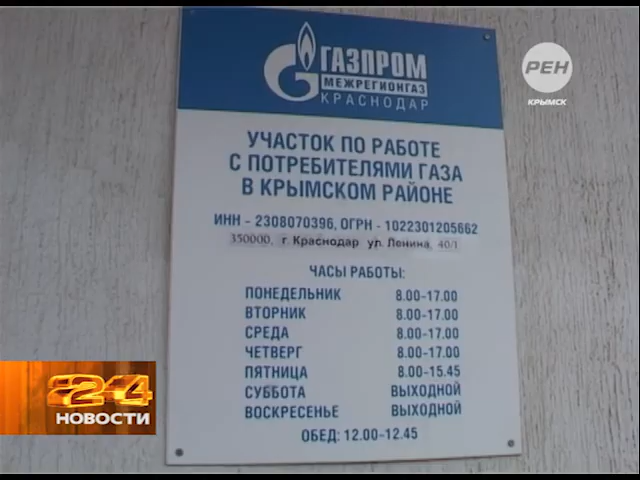 ГАЗПРОМ
МЕЖРЕГИОНГАЗ
КРАСНОДАР
РЕН
КРЫМСК
УЧАСТОК ПО РАБОТЕ
С ПОТРЕБИТЕЛЯМИ ГАЗА
В КРЫМСКОМ РАЙОНЕ
ИНН - 2308070396, ОГРН - 1022301205662
350000, г. Краснодар ул. Ленина, 40/1
ЧАСЫ РАБОТЫ:
ПОНЕДЕЛЬНИК 8.00-17.00
ВТОРНИК 8.00-17.00
СРЕДА 8.00-17.00
ЧЕТВЕРГ 8.00-17.00
ПЯТНИЦА 8.00-15.45
СУББОТА ВЫХОДНОЙ
ВОСКРЕСЕНЬЕ ВЫХОДНОЙ
ОБЕД: 12.00-12.45
24
НОВОСТИ